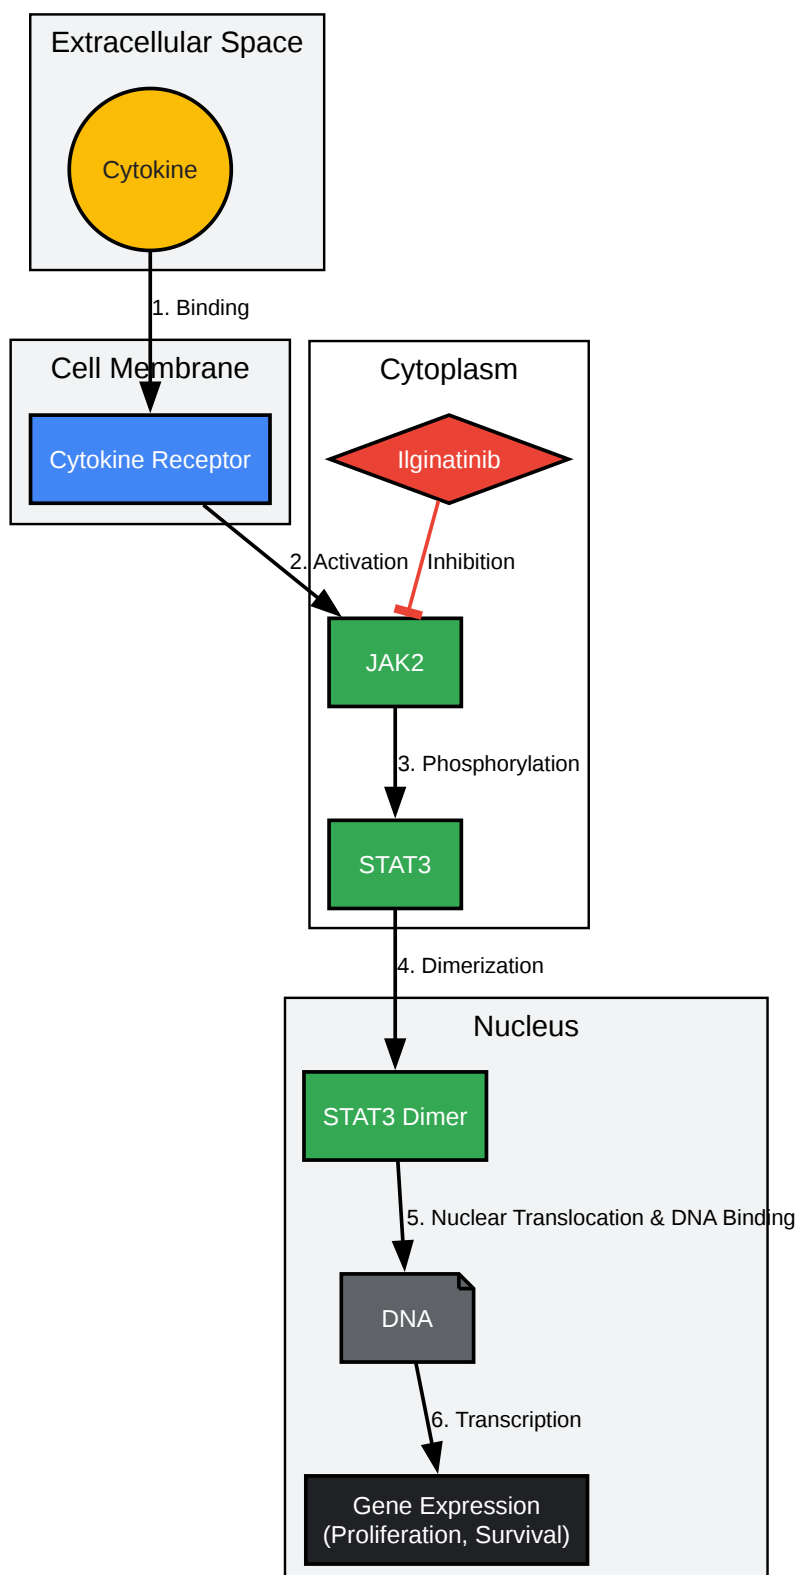 Extracellular Space
Cytokine
1. Binding
Cell Membrane
Cytokine Receptor
Cytoplasm
Ilginatinib
2. Activation
Inhibition
JAK2
3. Phosphorylation
STAT3
4. Dimerization
Nucleus
STAT3 Dimer
5. Nuclear Translocation & DNA Binding
DNA
6. Transcription
Gene Expression
(Proliferation, Survival)